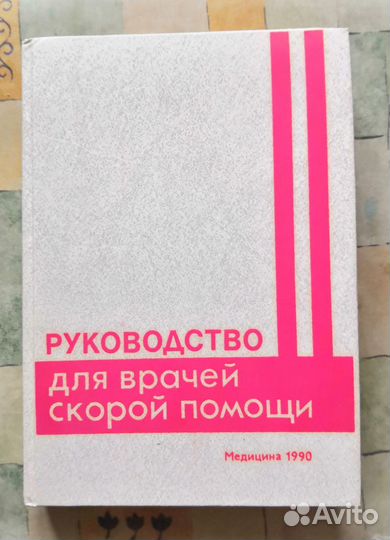 РУКОВОДСТВО
для врачей
скорой помощи
Медицина 1990
Avito